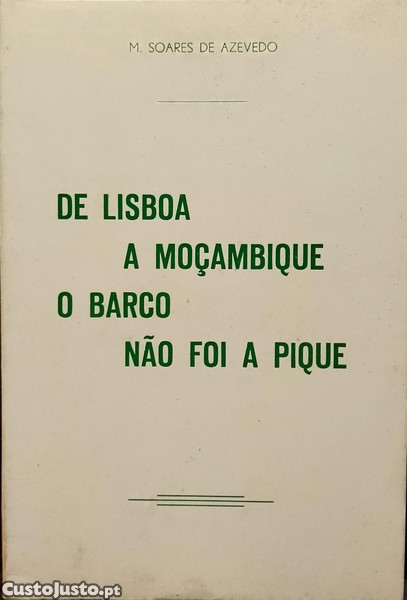 M. SOARES DE AZEVEDO
DE LISBOA
A MOÇAMBIQUE
O BARCO
NÃO FOI A PIQUE
CustoJusto.pt